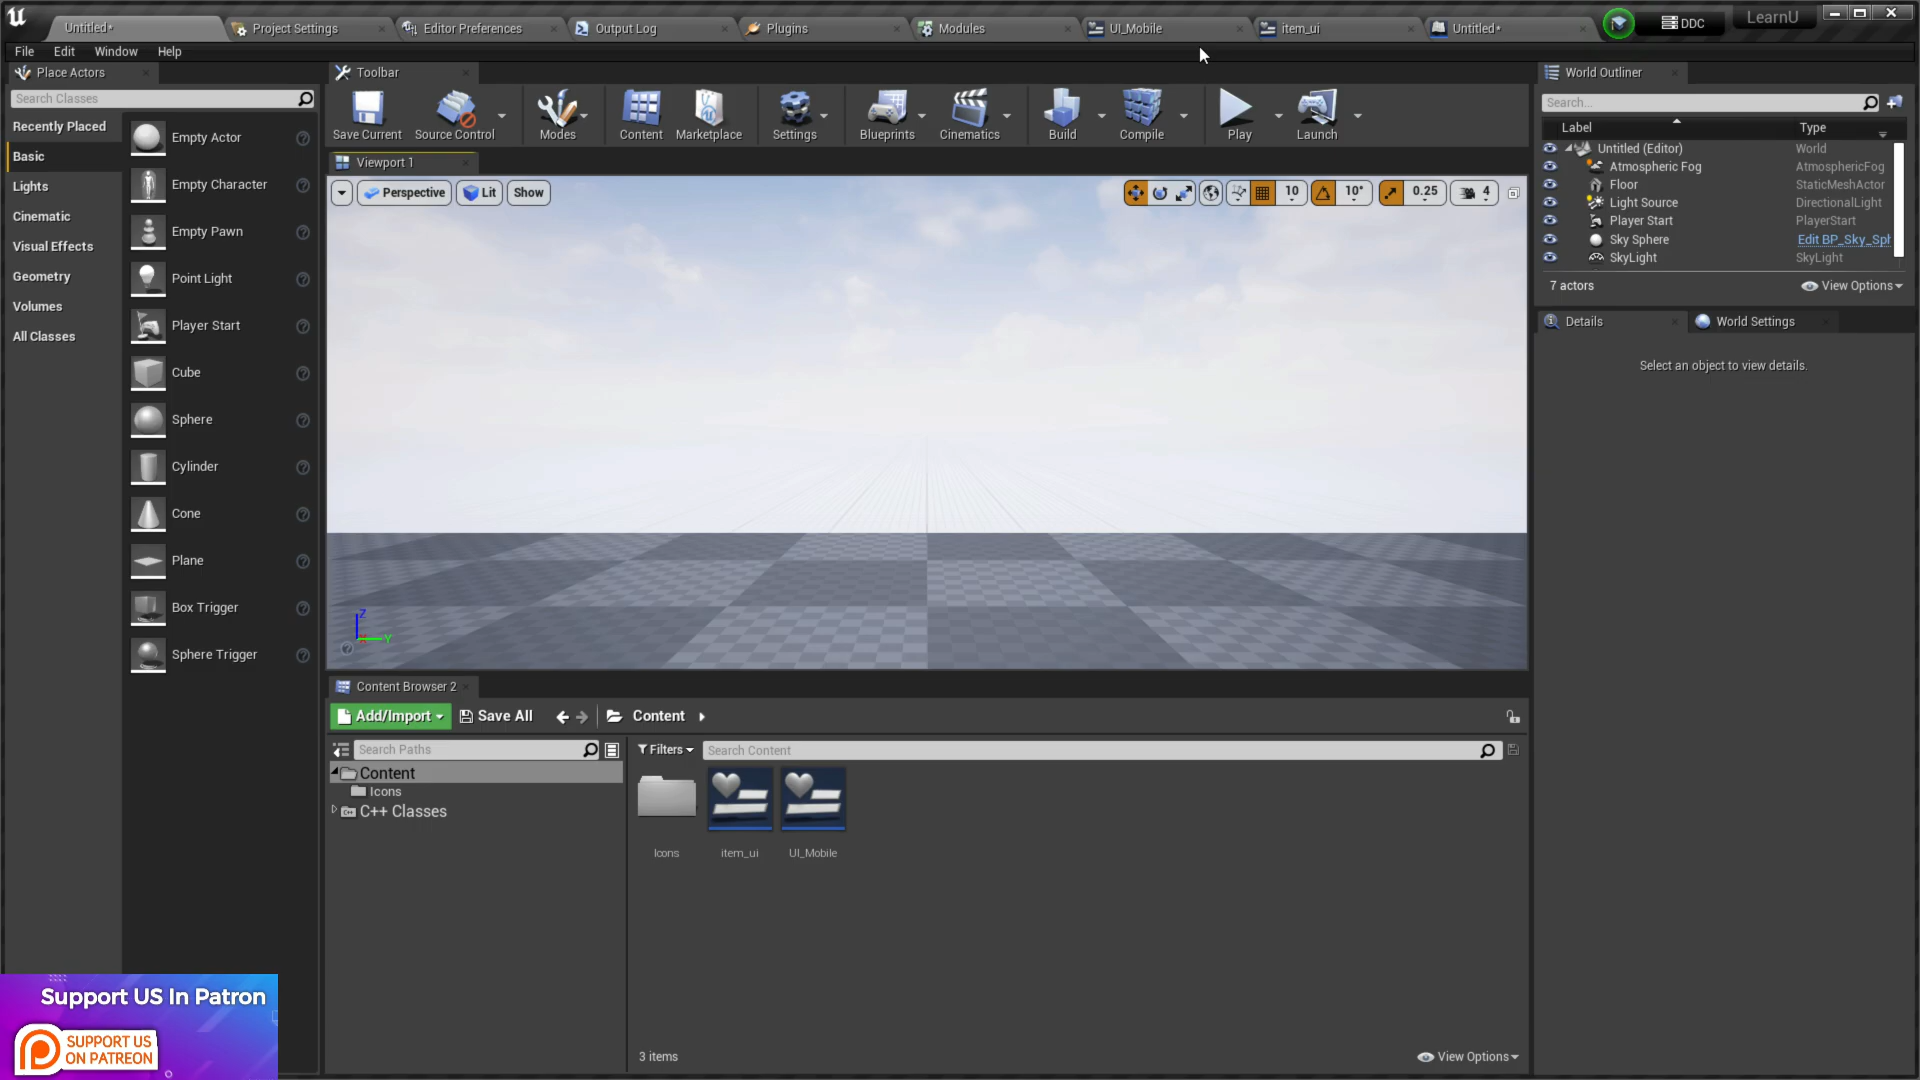 Untitled*
Project Settings
Editor Preferences
Output Log
Plugins
Modules
UI_Mobile
item_ui
Untitled*
DDC
LearnU
File
Edit
Window
Help
Place Actors
Search Classes
Recently Placed
Basic
Lights
Cinematic
Visual Effects
Geometry
Volumes
All Classes
Empty Actor
Empty Character
Empty Pawn
Point Light
Player Start
Cube
Sphere
Cylinder
Cone
Plane
Box Trigger
Sphere Trigger
Toolbar
Save Current
Source Control
Modes
Content
Marketplace
Settings
Blueprints
Cinematics
Build
Compile
Play
Launch
Viewport 1
Perspective
Lit
Show
10
10°
0.25
4
Z
Y
World Outliner
Search...
Label
Type
Untitled (Editor)
World
Atmospheric Fog
AtmosphericFog
Floor
StaticMeshActor
Light Source
DirectionalLight
Player Start
PlayerStart
Sky Sphere
Edit BP_Sky_Sph
SkyLight
SkyLight
7 actors
View Options
Details
World Settings
Select an object to view details.
Content Browser 2
Add/Import
Save All
Content
Search Paths
Filters
Search Content
Content
Icons
C++ Classes
Icons
item_ui
UI_Mobile
3 items
View Options
Support US In Patron
SUPPORT US
ON PATREON